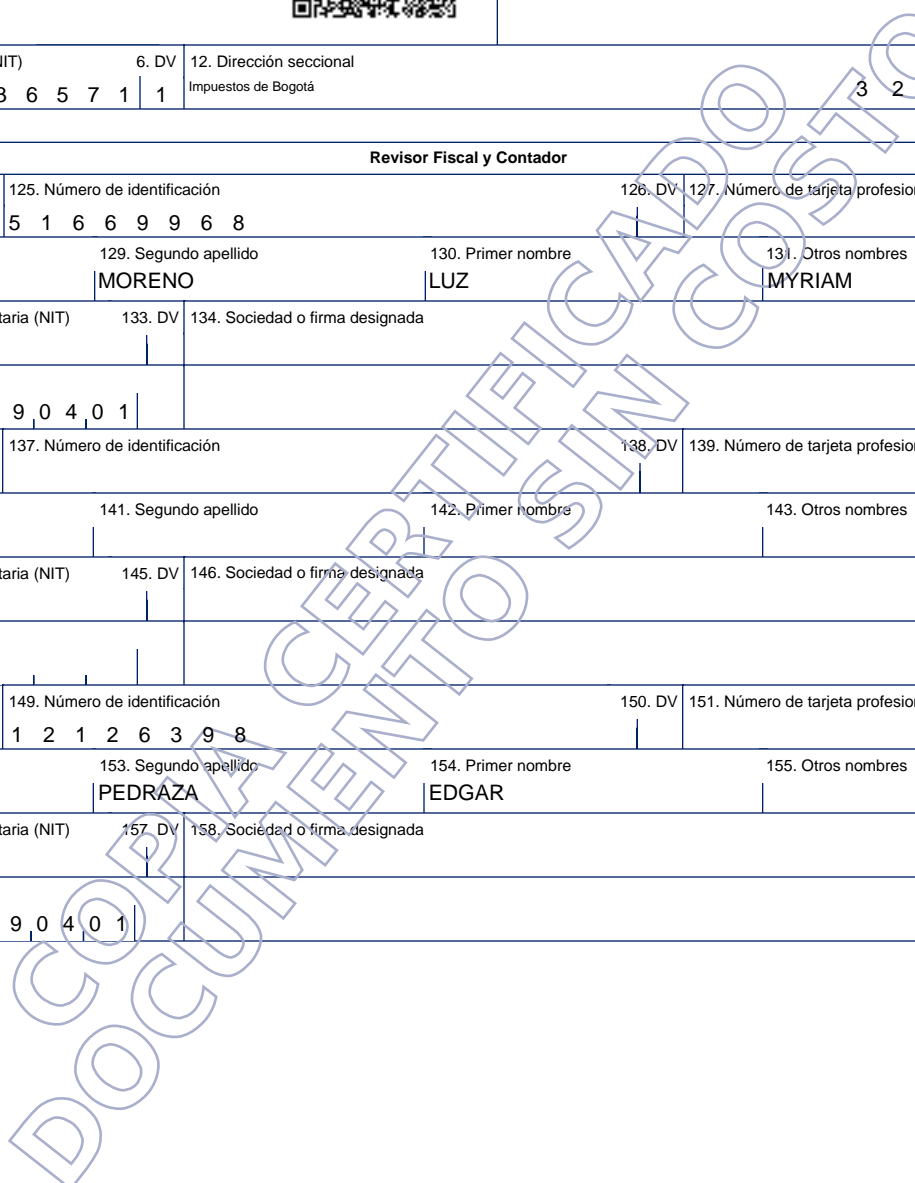 IT) 6. DV 12. Dirección seccional
3 6 5 7 1 1 Impuestos de Bogotá 3 2
Revisor Fiscal y Contador
125. Número de identificación 126. DV 127. Número de tarjeta profesion
5 1 6 6 9 9 6 8
129. Segundo apellido 130. Primer nombre 131. Otros nombres
MORENO LUZ MYRIAM
taria (NIT) 133. DV 134. Sociedad o firma designada
9 0 4 0 1
137. Número de identificación 138. DV 139. Número de tarjeta profesion
141. Segundo apellido 142. Primer nombre 143. Otros nombres
taria (NIT) 145. DV 146. Sociedad o firma designada
149. Número de identificación 150. DV 151. Número de tarjeta profesion
1 2 1 2 6 3 9 8
153. Segundo apellido 154. Primer nombre 155. Otros nombres
PEDRAZA EDGAR
taria (NIT) 157. DV 158. Sociedad o firma designada
9 0 4 0 1
COPIA CERTIFICADO
DOCUMENTO SIN COSTO